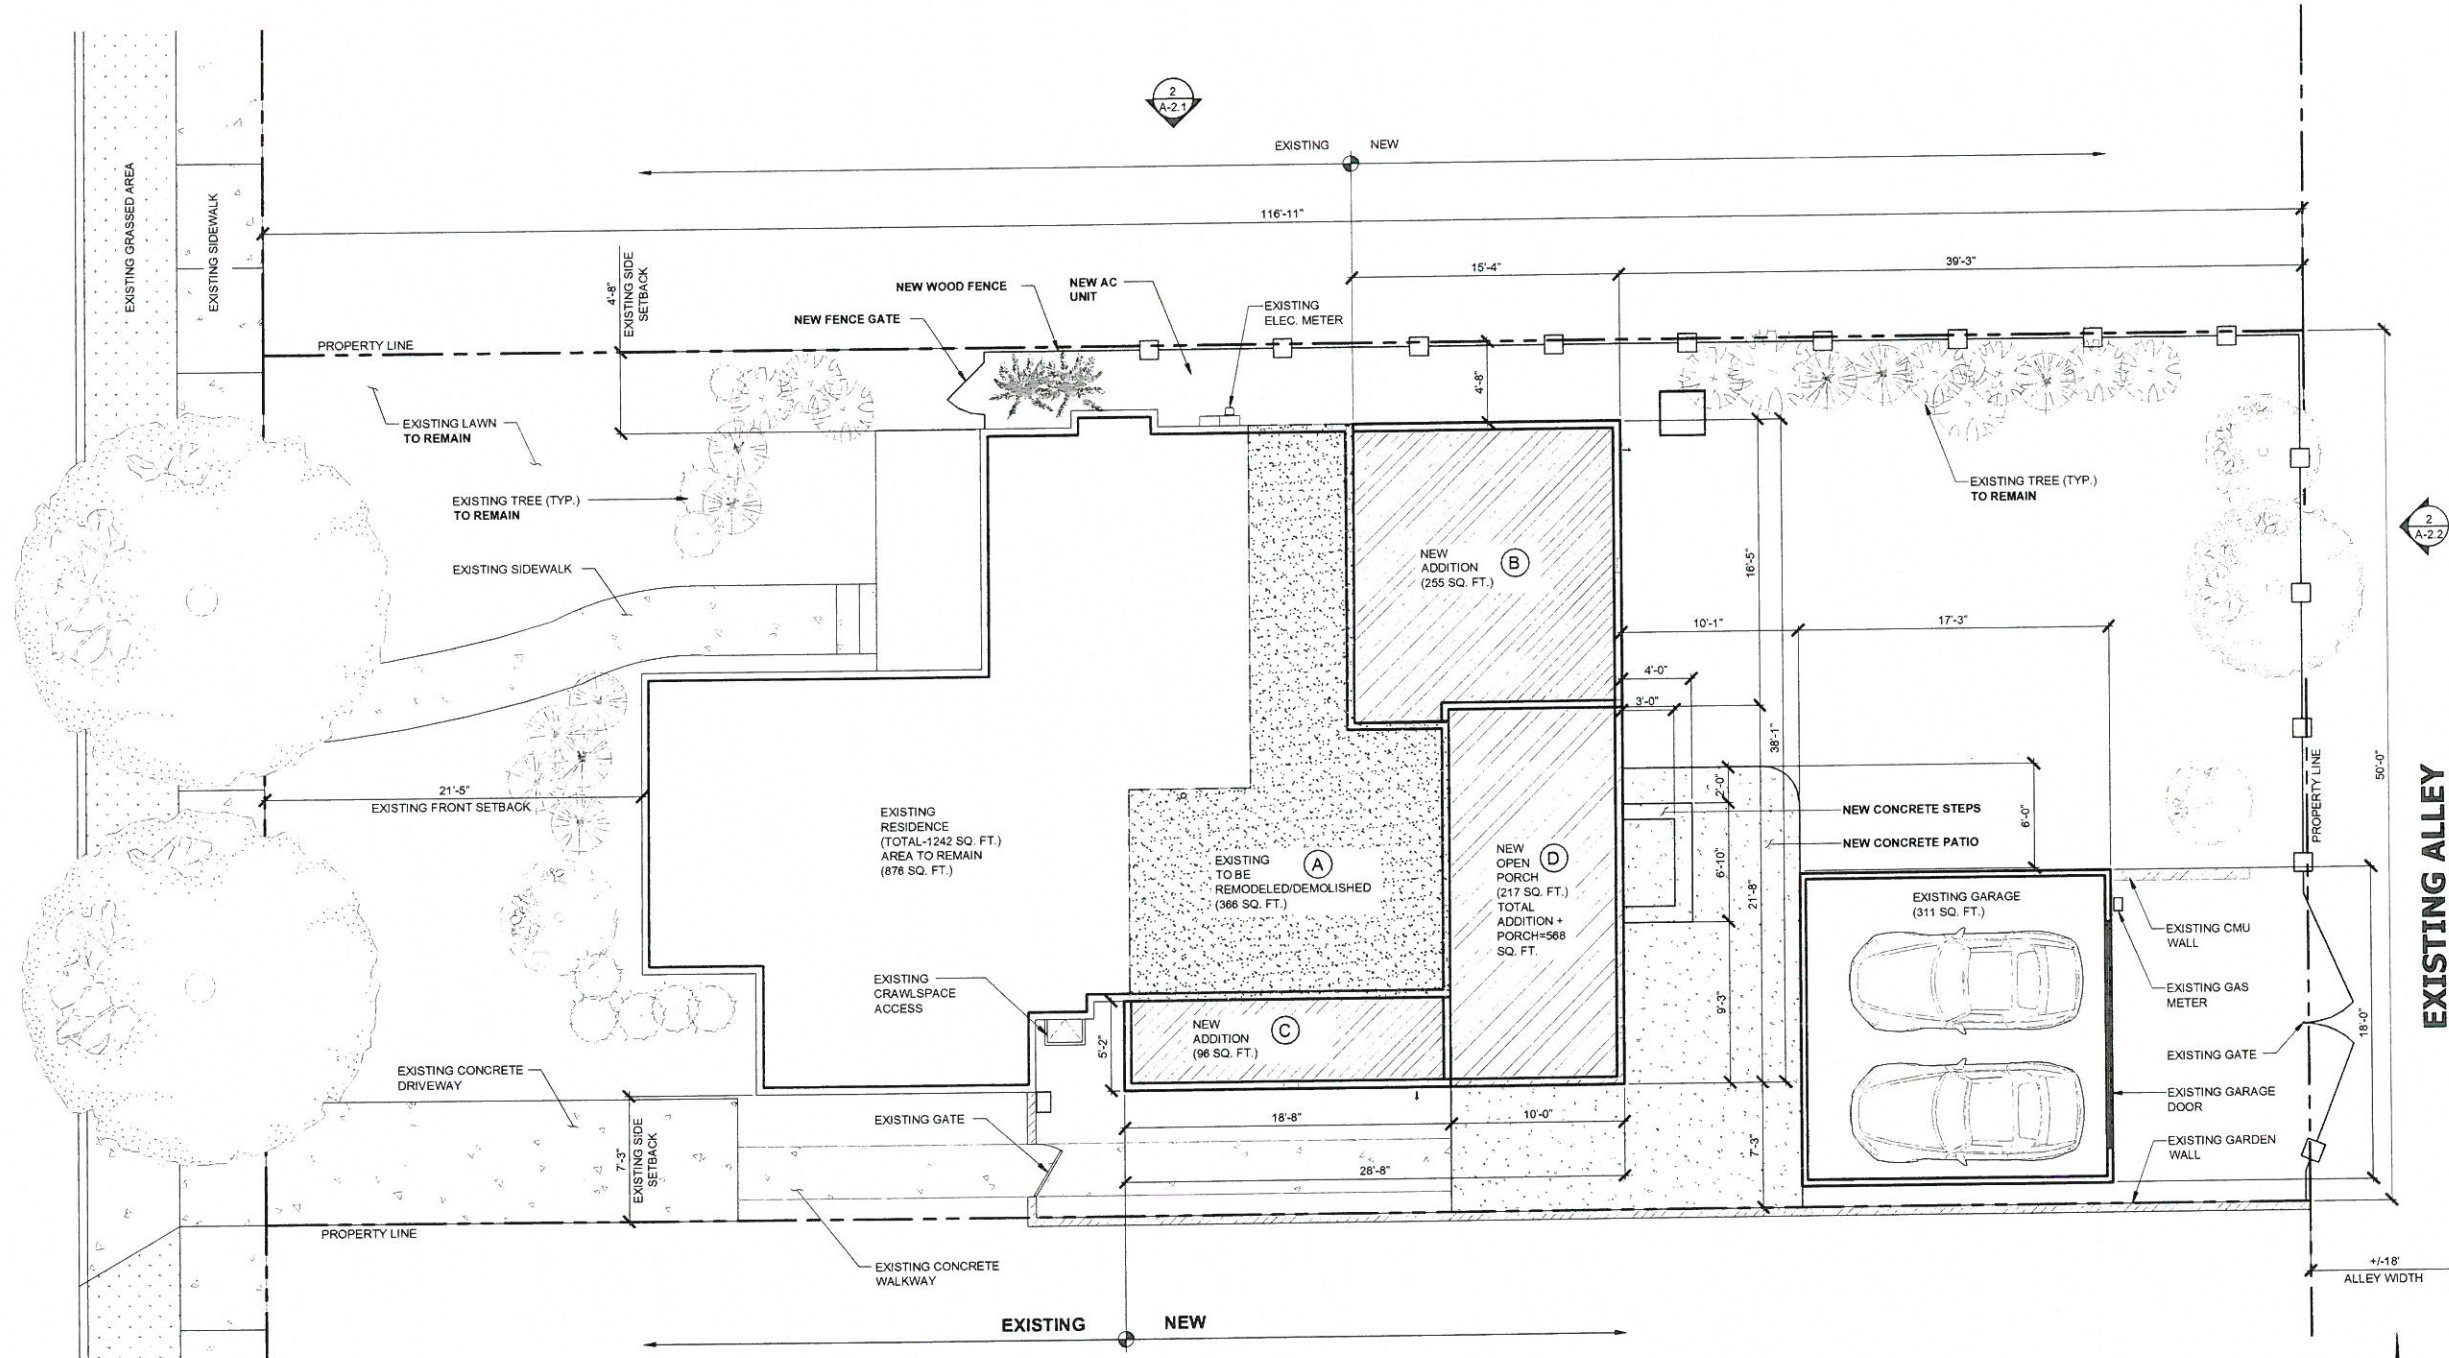 2
A-2.1
EXISTING
NEW
116'-11"
15'-4"
39'-3"
EXISTING GRASSED AREA
EXISTING SIDEWALK
4'-8"
EXISTING SIDE
SETBACK
NEW WOOD FENCE
NEW AC
UNIT
NEW FENCE GATE
EXISTING
ELEC. METER
PROPERTY LINE
4'-8"
EXISTING LAWN
TO REMAIN
EXISTING TREE (TYP.)
TO REMAIN
EXISTING TREE (TYP.)
TO REMAIN
2
A-2.2
EXISTING SIDEWALK
NEW
ADDITION
(255 SQ. FT.)
B
16'-5"
10'-1"
17'-3"
4'-0"
3'-0"
38'-1"
50'-0"
PROPERTY LINE
EXISTING ALLEY
21'-5"
EXISTING FRONT SETBACK
2'-0"
6'-0"
NEW CONCRETE STEPS
NEW CONCRETE PATIO
EXISTING
RESIDENCE
(TOTAL-1242 SQ. FT.)
AREA TO REMAIN
(876 SQ. FT.)
EXISTING
TO BE
REMODELED/DEMOLISHED
(366 SQ. FT.)
A
NEW
OPEN
PORCH
(217 SQ. FT.)
TOTAL
ADDITION +
PORCH=568
SQ. FT.
D
6'-10"
21'-8"
EXISTING GARAGE
(311 SQ. FT.)
EXISTING CMU
WALL
EXISTING GAS
METER
EXISTING
CRAWLSPACE
ACCESS
9'-3"
18'-0"
NEW
ADDITION
(96 SQ. FT.)
C
5'-2"
EXISTING GATE
EXISTING CONCRETE
DRIVEWAY
EXISTING GARAGE
DOOR
EXISTING GATE
18'-8"
10'-0"
EXISTING GARDEN
WALL
7'-3"
EXISTING SIDE
SETBACK
7'-3"
28'-8"
PROPERTY LINE
EXISTING CONCRETE
WALKWAY
+/-18'
ALLEY WIDTH
EXISTING
NEW